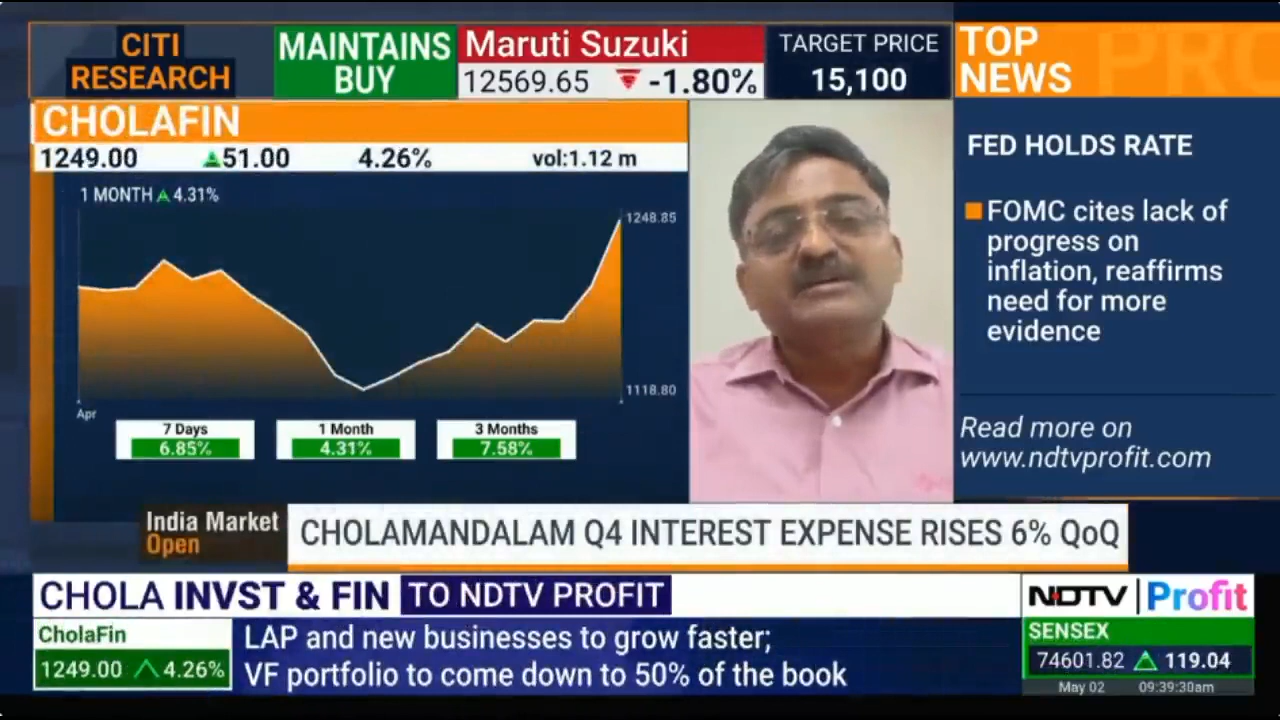 CITI
RESEARCH
MAINTAINS
BUY
Maruti Suzuki
12569.65 -1.80%
TARGET PRICE
15,100
TOP
NEWS
CHOLAFIN
1249.00 51.00 4.26% vol:1.12 m
1 MONTH 4.31%
1248.85
1118.80
Apr
7 Days
6.85%
1 Month
4.31%
3 Months
7.58%
FED HOLDS RATE
FOMC cites lack of
progress on
inflation, reaffirms
need for more
evidence
Read more on
www.ndtvprofit.com
India Market
Open
CHOLAMANDALAM Q4 INTEREST EXPENSE RISES 6% QoQ
CHOLA INVST & FIN TO NDTV PROFIT
NDTV Profit
CholaFin
1249.00 4.26%
LAP and new businesses to grow faster;
VF portfolio to come down to 50% of the book
SENSEX
74601.82 119.04
May 02 09:39:30am